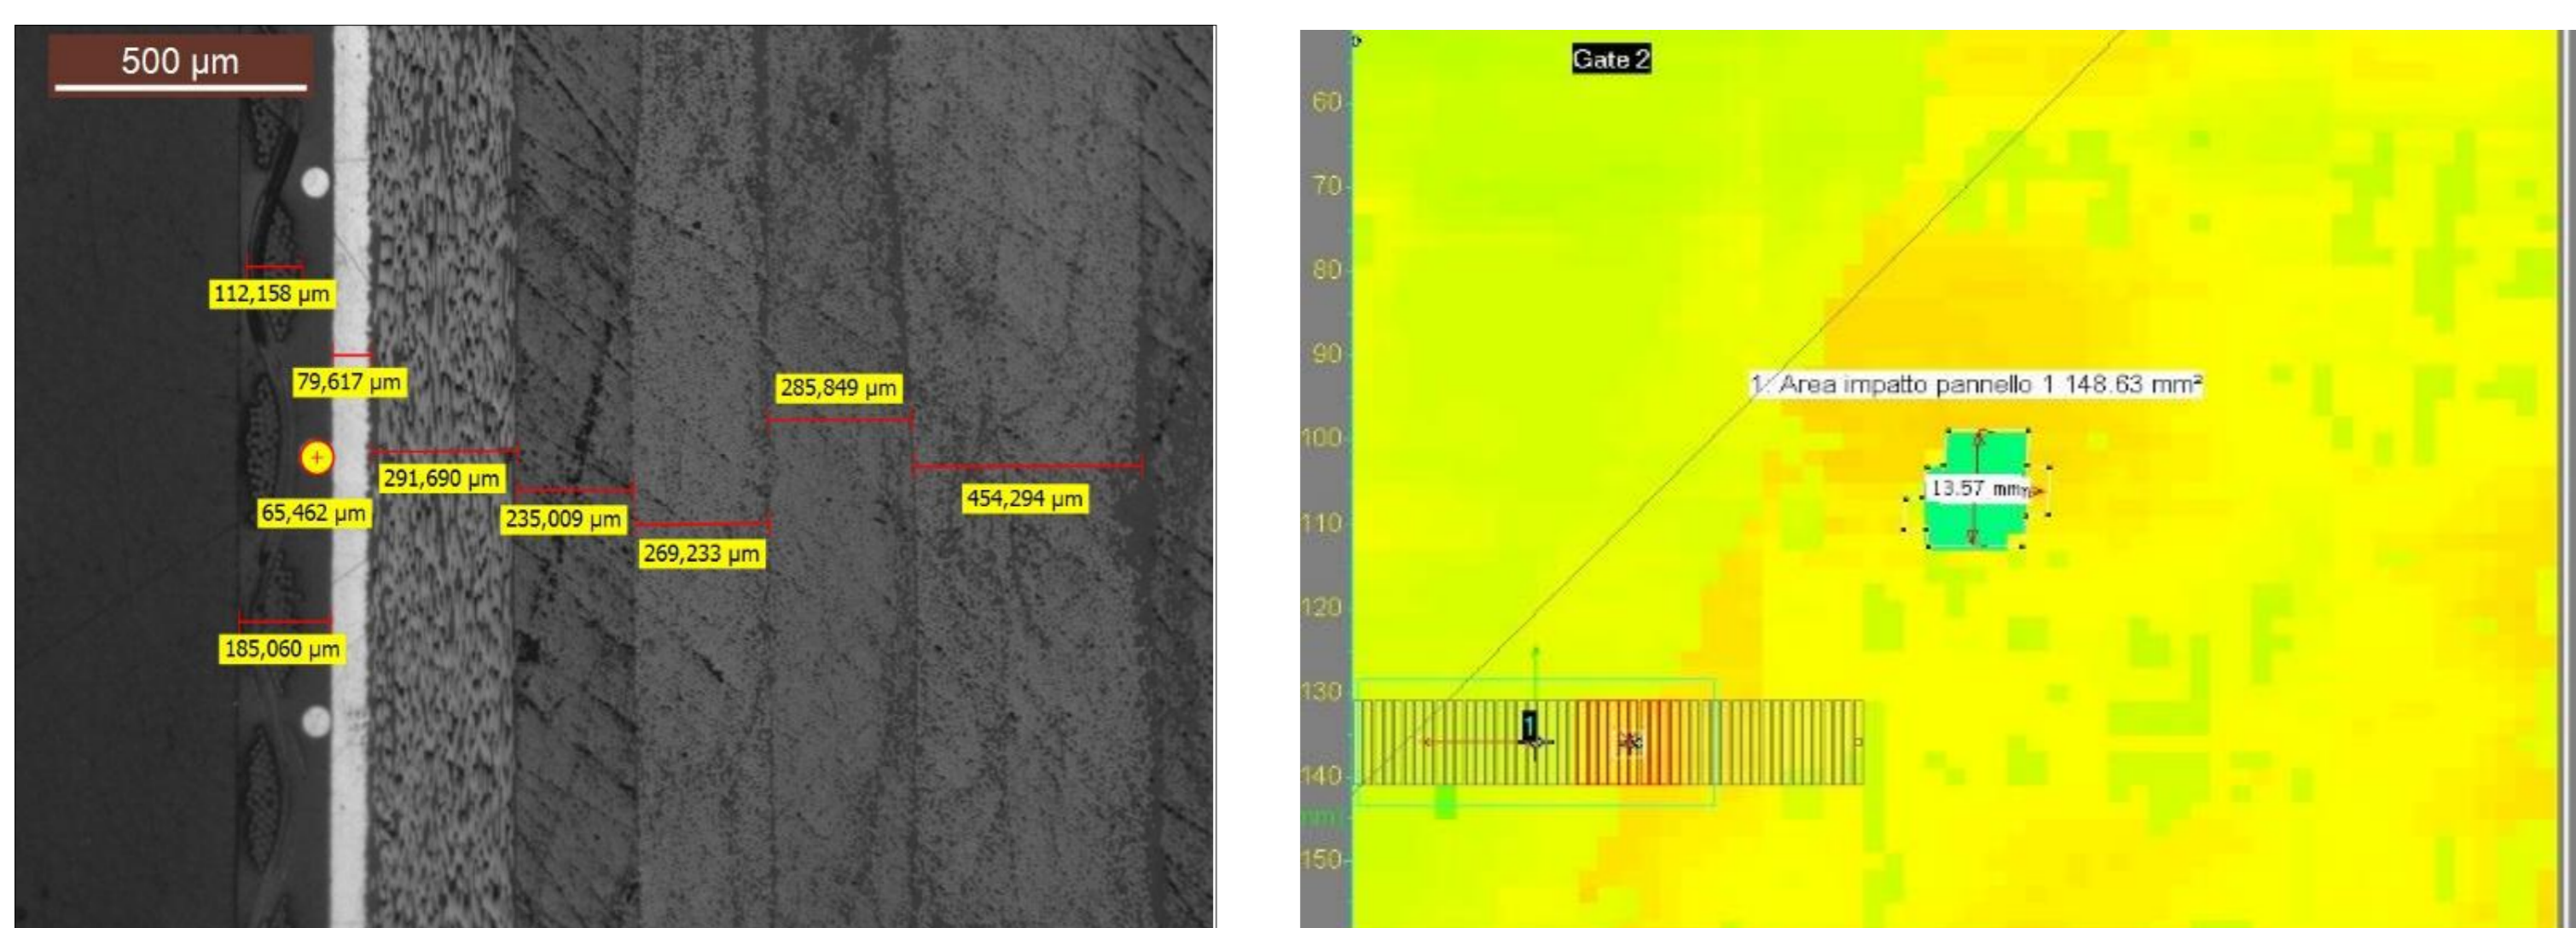 500 µm
112,158 µm
79,617 µm
285,849 µm
291,690 µm
454,294 µm
65,462 µm
235,009 µm
269,233 µm
185,060 µm
Gate 2
60
70
80
90
1: Area impatto pannello 1 148.63 mm²
100
13.57 mm
110
120
130
1
140
150